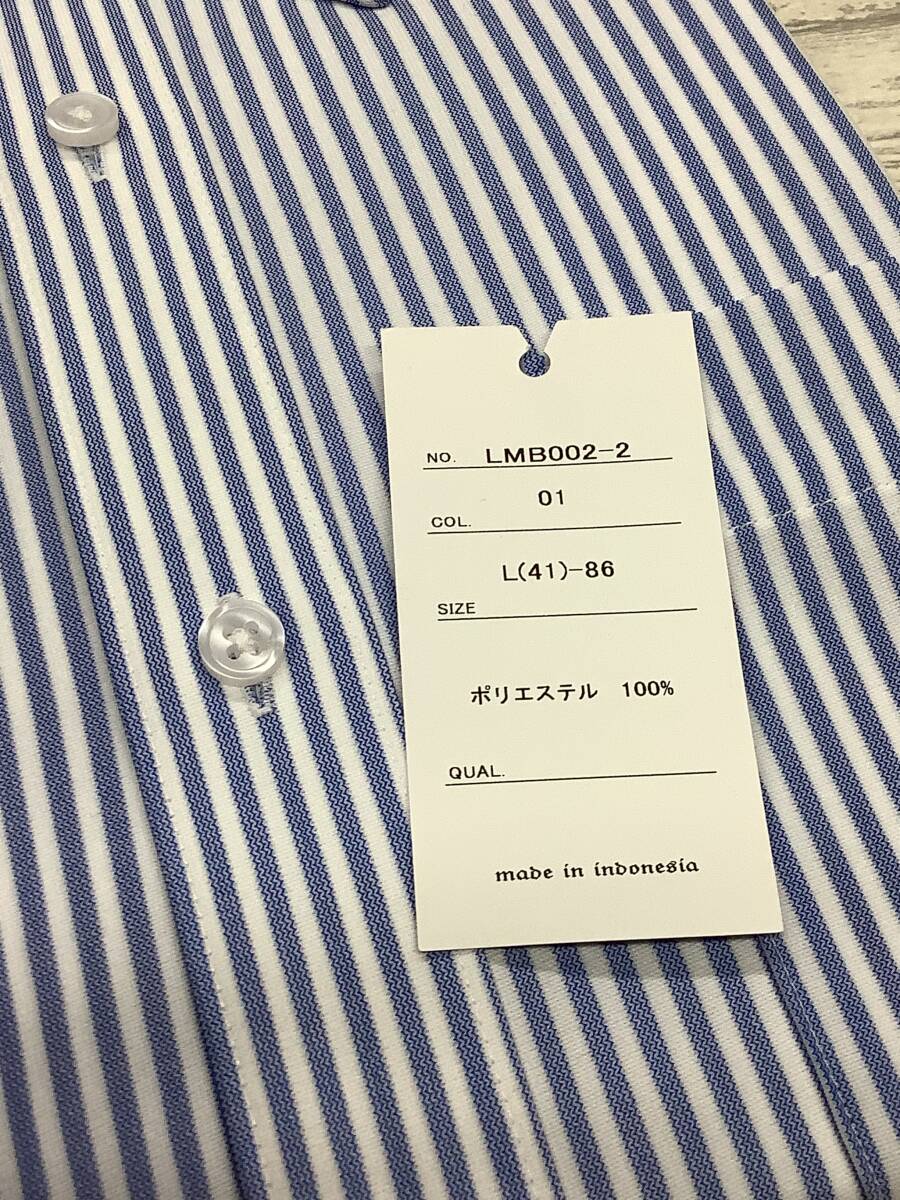 NO. LMB002-2
01
COL.
L(41)-86
SIZE
ポリエステル 100%
QUAL.
made in indonesia